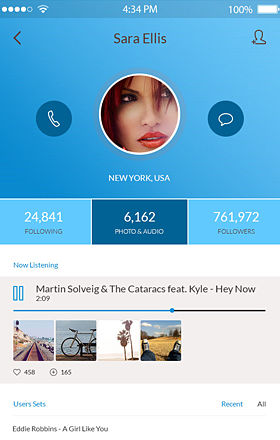 4:34 PM 100%
Sara Ellis
NEW YORK, USA
24,841 6,162 761,972
FOLLOWING PHOTO & AUDIO FOLLOWERS
Now Listening
Martin Solveig & The Cataracs feat. Kyle - Hey Now
2:09
458 165
Users Sets Recent All
Eddie Robbins - A Girl Like You